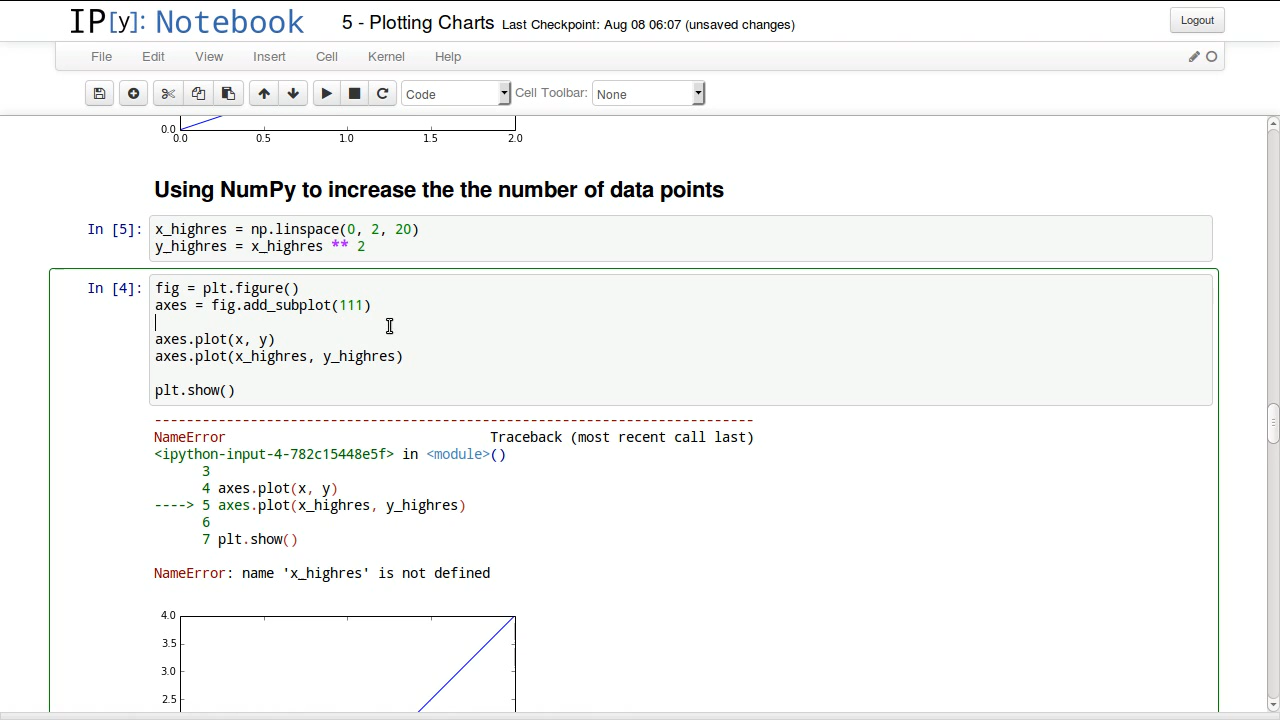 IP[y]: Notebook 5 - Plotting Charts Last Checkpoint: Aug 08 06:07 (unsaved changes) Logout
File Edit View Insert Cell Kernel Help
Code Cell Toolbar: None
0.0
0.0 0.5 1.0 1.5 2.0
Using NumPy to increase the the number of data points
In [5]: x_highres = np.linspace(0, 2, 20)
y_highres = x_highres ** 2
In [4]: fig = plt.figure()
axes = fig.add_subplot(111)
axes.plot(x, y)
axes.plot(x_highres, y_highres)
plt.show()
---------------------------------------------------------------------------
NameError Traceback (most recent call last)
<ipython-input-4-782c15448e5f> in <module>()
3
4 axes.plot(x, y)
----> 5 axes.plot(x_highres, y_highres)
6
7 plt.show()
NameError: name 'x_highres' is not defined
4.0
3.5
3.0
2.5